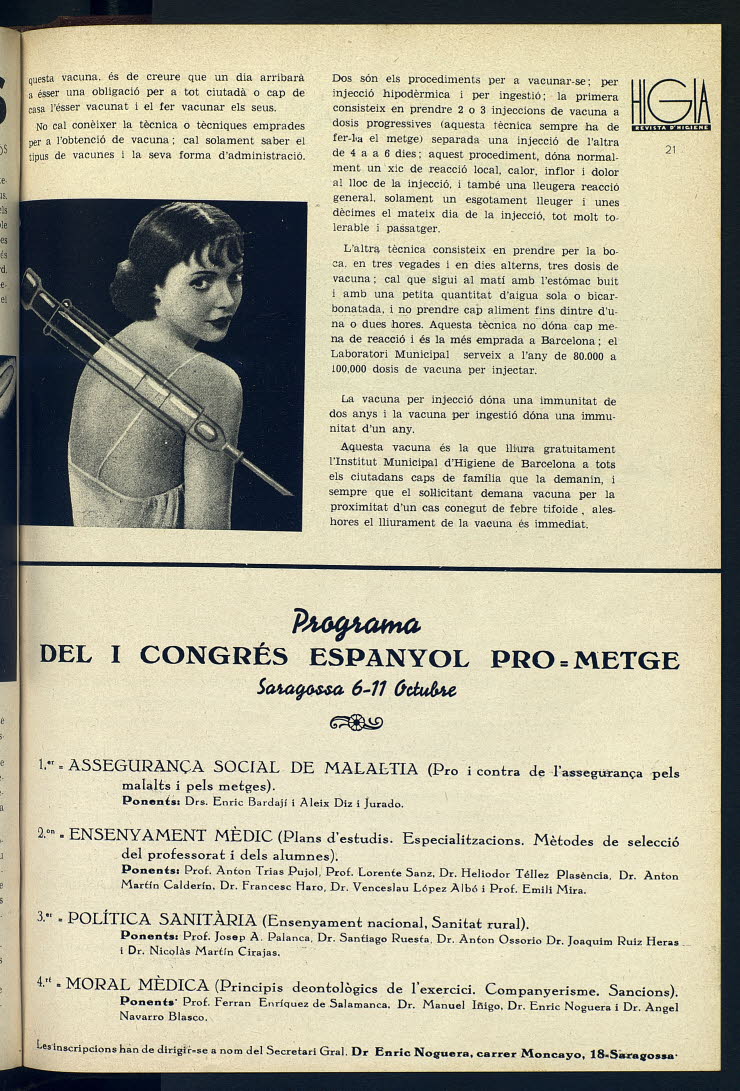 questa vacuna, és de creure que un dia arribarà
a ésser una obligació per a tot ciutadà o cap de
casa l'ésser vacunat i el fer vacunar els seus.
No cal conèixer la tècnica o tècniques emprades
per a l'obtenció de vacuna; cal solament saber el
tipus de vacunes i la seva forma d'administració.
Dos són els procediments per a vacunar-se; per
injecció hipodèrmica i per ingestió; la primera
consisteix en prendre 2 o 3 injeccions de vacuna a
dosis progressives (aquesta tècnica sempre ha de
fer-la el metge) separada una injecció de l'altra
de 4 a a 6 dies; aquest procediment, dóna normal-
ment un xic de reacció local, calor, inflor i dolor
al lloc de la injecció, i també una lleugera reacció
general, solament un esgotament lleuger i unes
dècimes el mateix dia de la injecció, tot molt to-
lerable i passatger.
L'altra tècnica consisteix en prendre per la bo-
ca, en tres vegades i en dies alterns, tres dosis de
vacuna; cal que sigui al matí amb l'estómac buit
i amb una petita quantitat d'aigua sola o bicar-
bonatada, i no prendre cap aliment fins dintre d'u-
na o dues hores. Aquesta tècnica no dóna cap me-
na de reacció i és la més emprada a Barcelona; el
Laboratori Municipal serveix a l'any de 80.000 a
100,000 dosis de vacuna per injectar.
La vacuna per injecció dóna una immunitat de
dos anys i la vacuna per ingestió dóna una immu-
nitat d'un any.
Aquesta vacuna és la que lliura gratuïtament
l'Institut Municipal d'Higiene de Barcelona a tots
els ciutadans caps de família que la demanin, i
sempre que el sol·licitant demana vacuna per la
proximitat d'un cas conegut de febre tifoide, ales-
hores el lliurament de la vacuna és immediat.
HIGIA
REVISTA D'HIGIENE
21
Programa
DEL I CONGRÉS ESPANYOL PRO=METGE
Saragossa 6-11 Octubre
1.er = ASSEGURANÇA SOCIAL DE MALALTIA (Pro i contra de l'assegurança pels
malalts i pels metges).
Ponents: Drs. Enric Bardají i Aleix Diz i Jurado.
2.on = ENSENYAMENT MÈDIC (Plans d'estudis. Especialitzacions. Mètodes de selecció
del professorat i dels alumnes).
Ponents: Prof. Anton Trias Pujol, Prof. Lorente Sanz, Dr. Heliodor Téllez Plasència, Dr. Anton
Martín Calderín, Dr. Francesc Haro, Dr. Venceslau López Albó i Prof. Emili Mira.
3.er = POLÍTICA SANITÀRIA (Ensenyament nacional, Sanitat rural).
Ponents: Prof. Josep A. Palanca, Dr. Santiago Ruesta, Dr. Anton Ossorio Dr. Joaquim Ruiz Heras
i Dr. Nicolàs Martín Cirajas.
4.rt = MORAL MÈDICA (Principis deontològics de l'exercici. Companyerisme. Sancions).
Ponents: Prof. Ferran Enríquez de Salamanca, Dr. Manuel Iñigo, Dr. Enric Noguera i Dr. Angel
Navarro Blasco.
Les inscripcions han de dirigir=se a nom del Secretari Gral. Dr Enric Noguera, carrer Moncayo, 18=Saragossa.